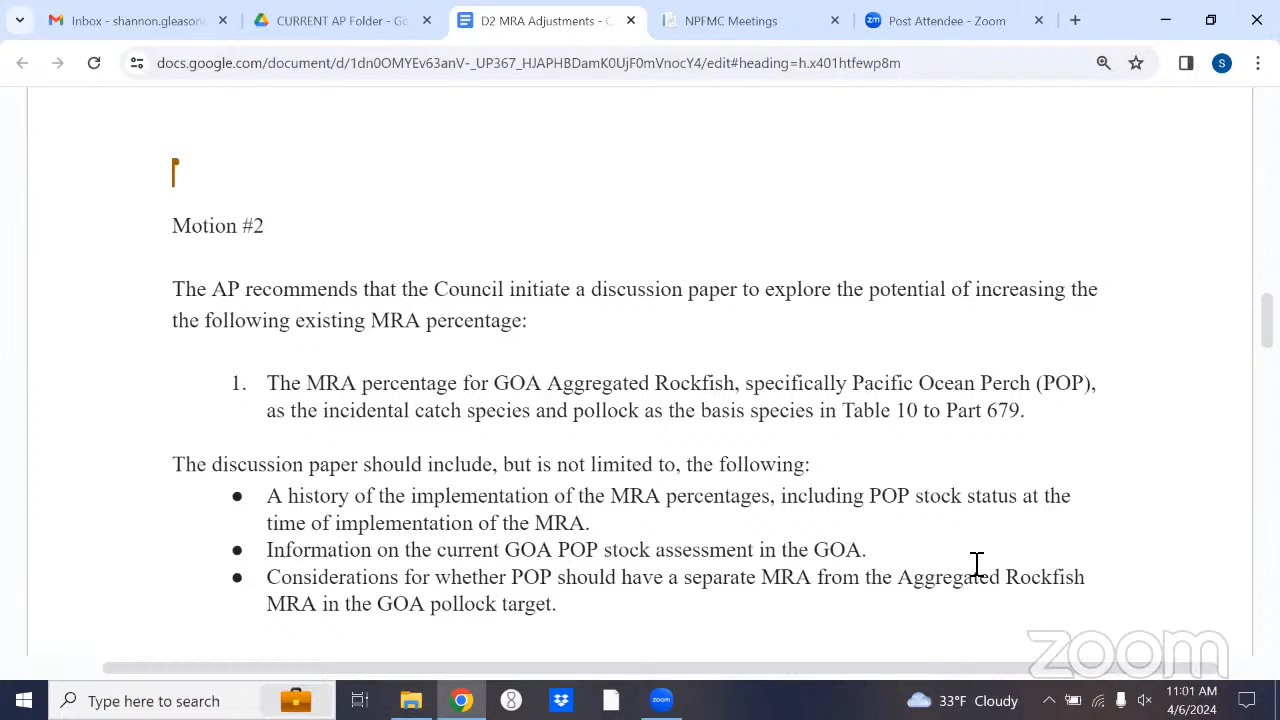 Inbox - shannon.gleason
CURRENT AP Folder - Go
D2 MRA Adjustments - G
NPFMC Meetings
Post Attendee - Zoom
docs.google.com/document/d/1dn0OMYEv63anV-_UP367_HJAPHBDamK0UjF0mVnocY4/edit#heading=h.x401htfewp8m
S
Motion #2
The AP recommends that the Council initiate a discussion paper to explore the potential of increasing the
the following existing MRA percentage:
1. The MRA percentage for GOA Aggregated Rockfish, specifically Pacific Ocean Perch (POP),
as the incidental catch species and pollock as the basis species in Table 10 to Part 679.
The discussion paper should include, but is not limited to, the following:
● A history of the implementation of the MRA percentages, including POP stock status at the
time of implementation of the MRA.
● Information on the current GOA POP stock assessment in the GOA.
● Considerations for whether POP should have a separate MRA from the Aggregated Rockfish
MRA in the GOA pollock target.
zoom
Type here to search
zoom
33°F Cloudy
11:01 AM
4/6/2024